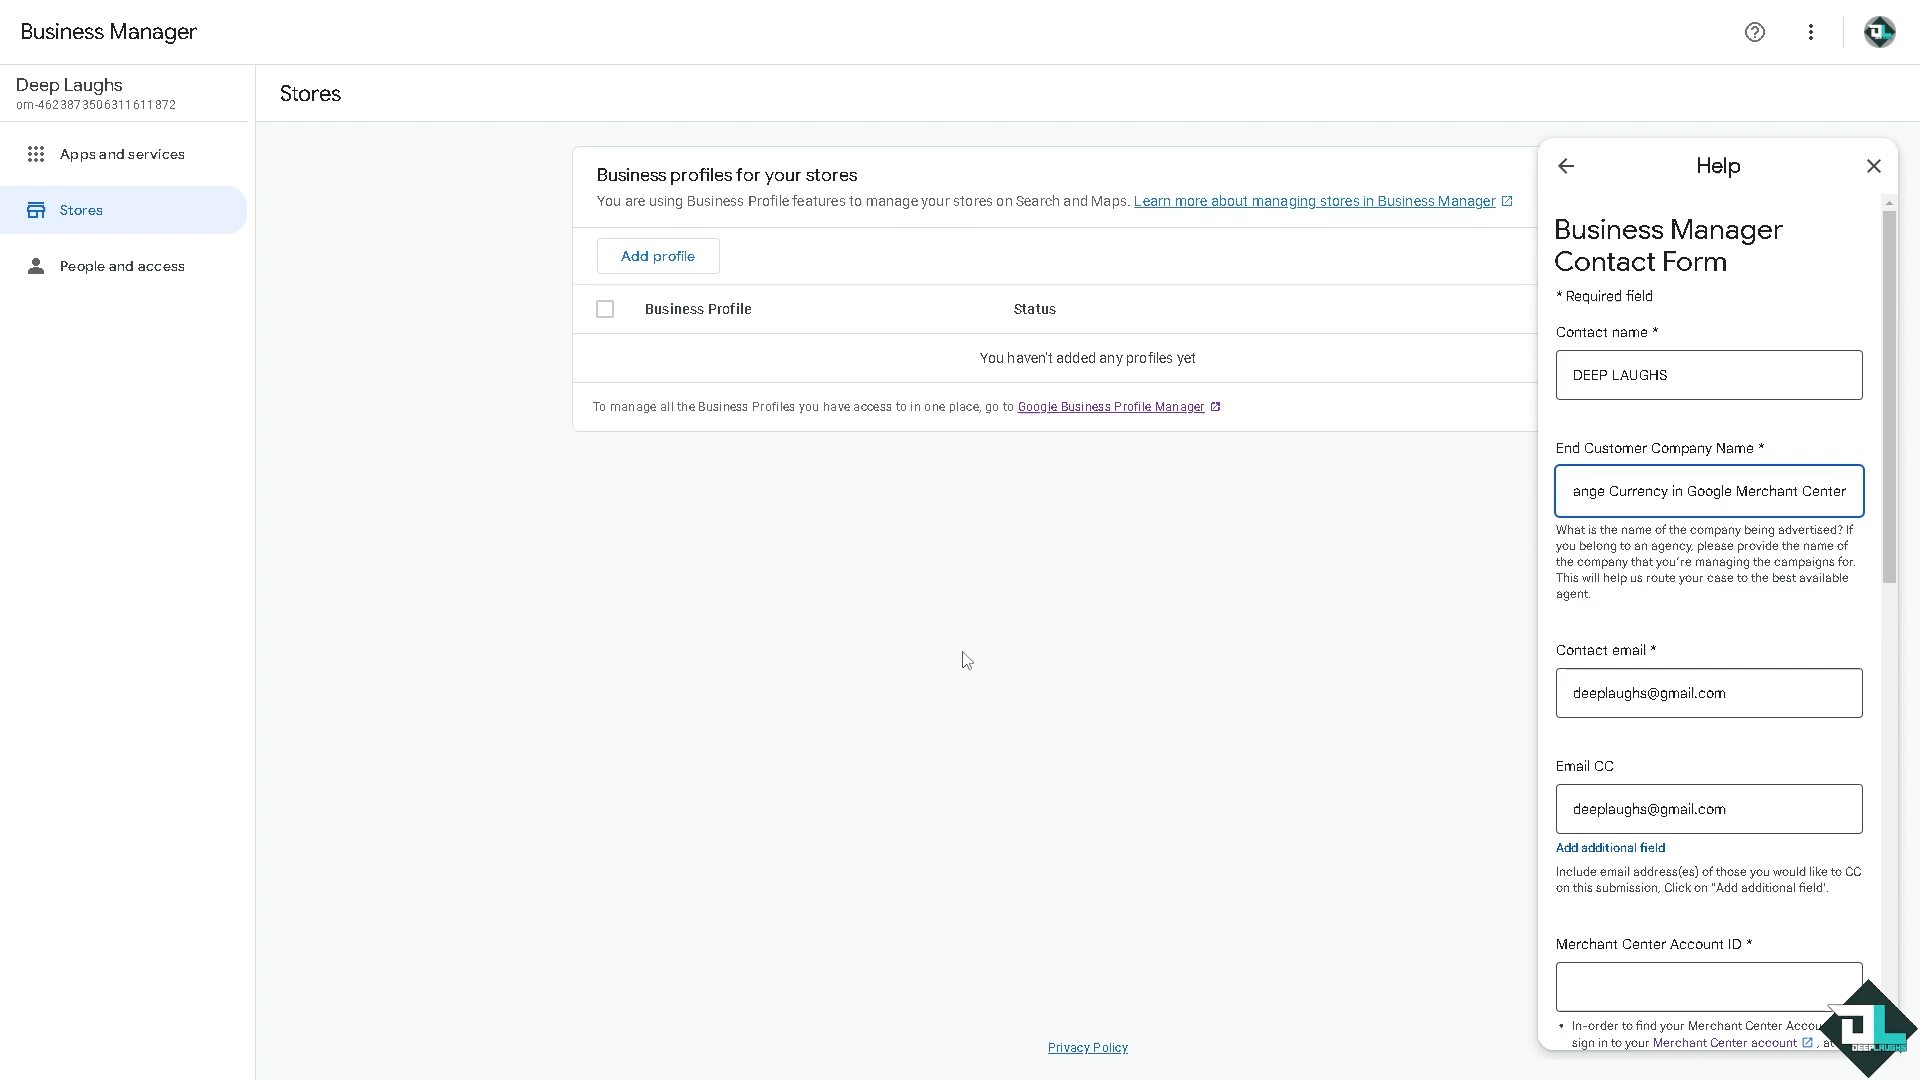 Business Manager
Deep Laughs
om-4623873506311611872
Apps and services
Stores
People and access
Stores
Business profiles for your stores
You are using Business Profile features to manage your stores on Search and Maps. Learn more about managing stores in Business Manager
Add profile
Business Profile Status
You haven't added any profiles yet
To manage all the Business Profiles you have access to in one place, go to Google Business Profile Manager
Privacy Policy
Help
Business Manager
Contact Form
* Required field
Contact name *
DEEP LAUGHS
End Customer Company Name *
ange Currency in Google Merchant Center
What is the name of the company being advertised? If
you belong to an agency, please provide the name of
the company that you're managing the campaigns for.
This will help us route your case to the best available
agent.
Contact email *
deeplaughs@gmail.com
Email CC
deeplaughs@gmail.com
Add additional field
Include email address(es) of those you would like to CC
on this submission, Click on "Add additional field'.
Merchant Center Account ID *
• In-order to find your Merchant Center
sign in to your Merchant Center account ,
DL
DEEPLAUGHS